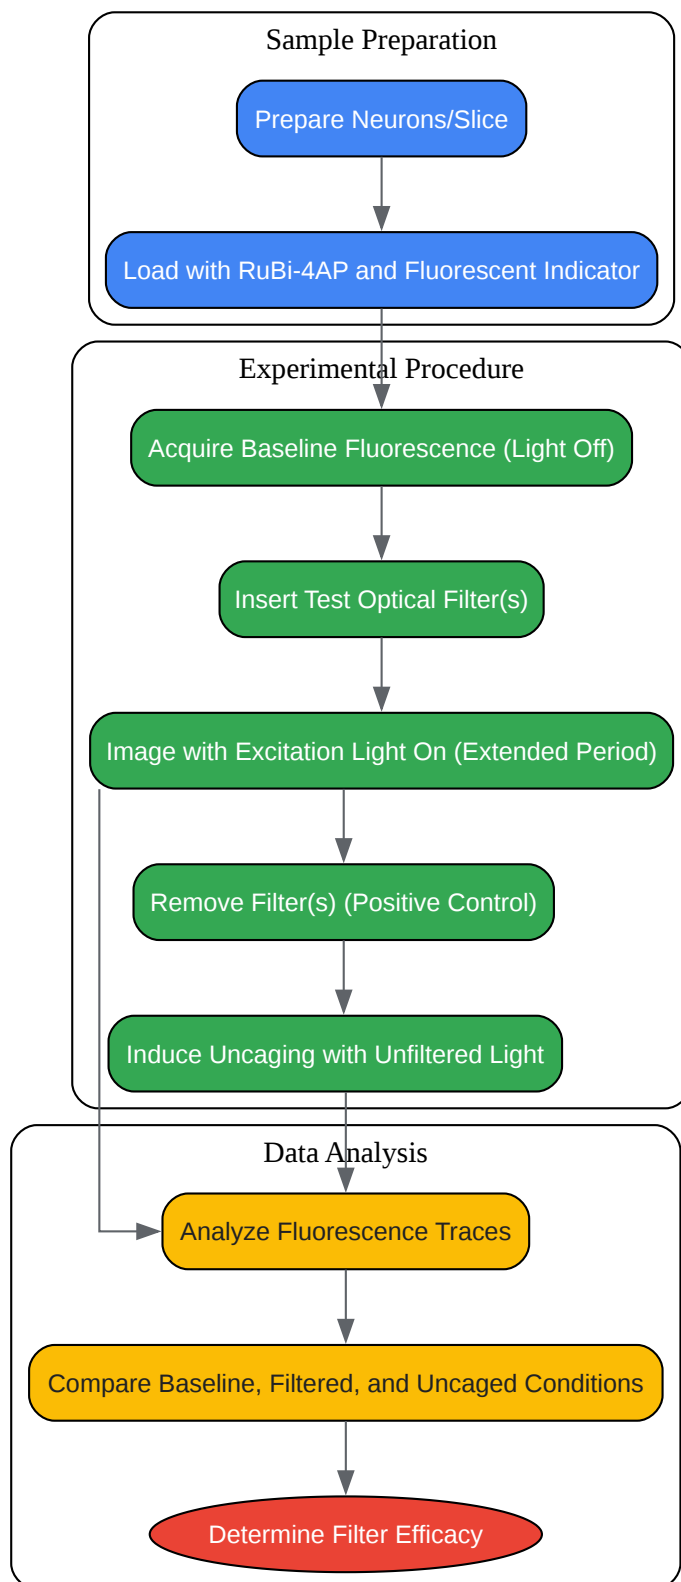 Sample Preparation
Prepare Neurons/Slice
Load with RuBi-4AP and Fluorescent Indicator
Experimental Procedure
Acquire Baseline Fluorescence (Light Off)
Insert Test Optical Filter(s)
Image with Excitation Light On (Extended Period)
Remove Filter(s) (Positive Control)
Induce Uncaging with Unfiltered Light
Data Analysis
Analyze Fluorescence Traces
Compare Baseline, Filtered, and Uncaged Conditions
Determine Filter Efficacy